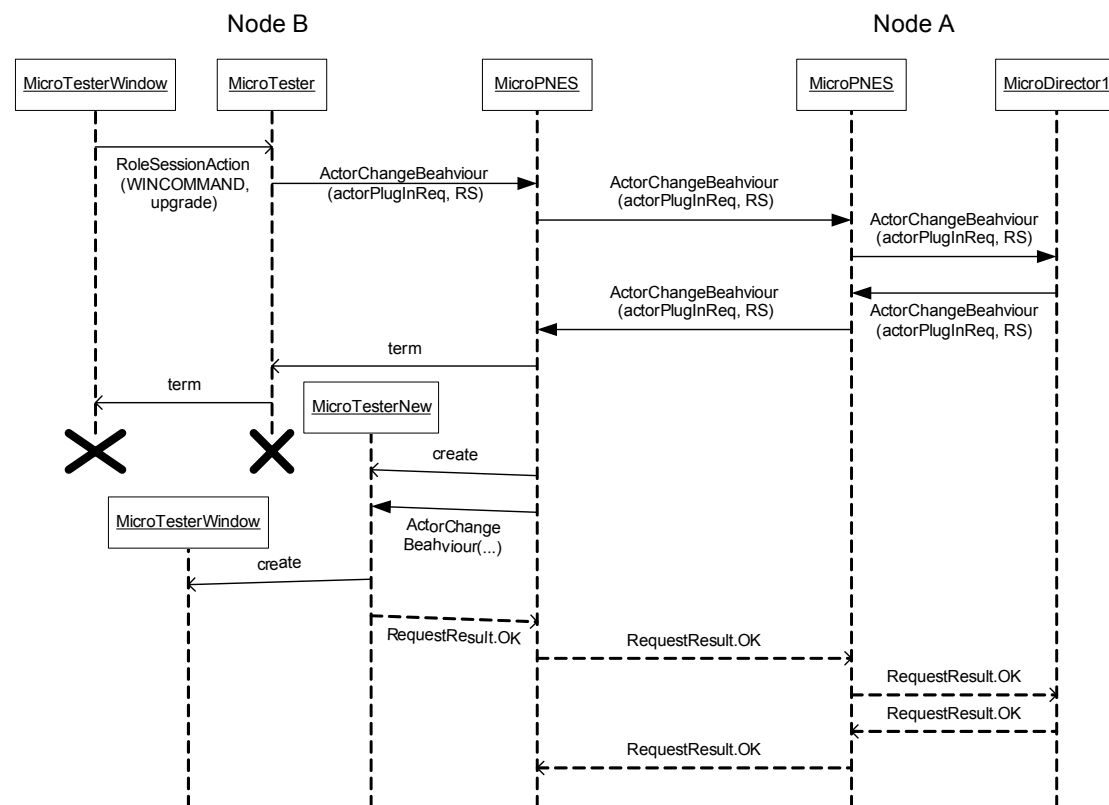 Node B
Node A
MicroTesterWindow
MicroTester
MicroPNES
MicroPNES
MicroDirector1
RoleSessionAction
(WINCOMMAND,
upgrade)
ActorChangeBeahviour
(actorPlugInReq, RS)
ActorChangeBeahviour
(actorPlugInReq, RS)
ActorChangeBeahviour
(actorPlugInReq, RS)
ActorChangeBeahviour
(actorPlugInReq, RS)
ActorChangeBeahviour
(actorPlugInReq, RS)
term
term
MicroTesterNew
create
MicroTesterWindow
ActorChange
Beahviour(...)
create
RequestResult.OK
RequestResult.OK
RequestResult.OK
RequestResult.OK
RequestResult.OK